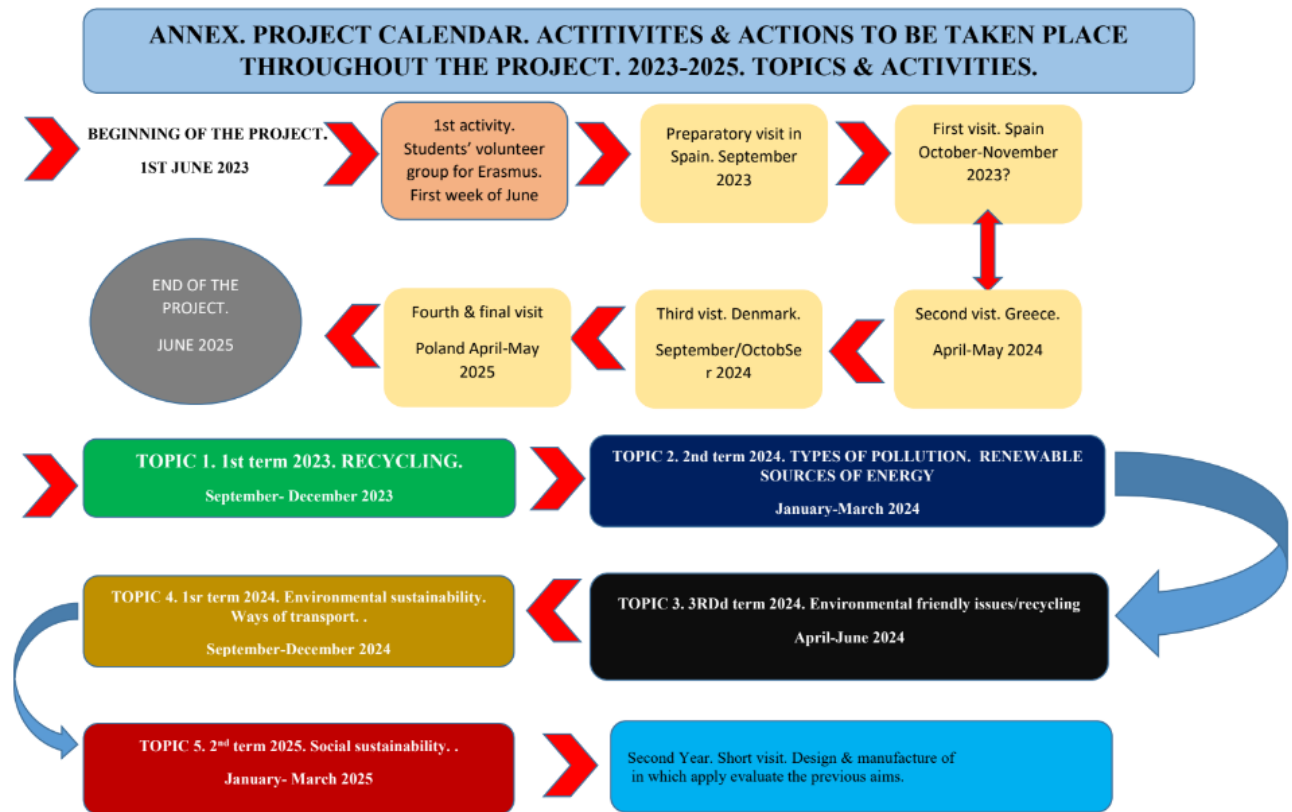 ANNEX. PROJECT CALENDAR. ACTITIVITES & ACTIONS TO BE TAKEN PLACE
THROUGHOUT THE PROJECT. 2023-2025. TOPICS & ACTIVITIES.
BEGINNING OF THE PROJECT.
1ST JUNE 2023
1st activity.
Students’ volunteer
group for Erasmus.
First week of June
Preparatory visit in
Spain. September
2023
First visit. Spain
October-November
2023?
Second vist. Greece.
April-May 2024
Third vist. Denmark.
September/OctobSe
r 2024
Fourth & final visit
Poland April-May
2025
END OF THE
PROJECT.
JUNE 2025
TOPIC 1. 1st term 2023. RECYCLING.
September- December 2023
TOPIC 2. 2nd term 2024. TYPES OF POLLUTION. RENEWABLE
SOURCES OF ENERGY
January-March 2024
TOPIC 3. 3RDd term 2024. Environmental friendly issues/recycling
April-June 2024
TOPIC 4. 1sr term 2024. Environmental sustainability.
Ways of transport. .
September-December 2024
TOPIC 5. 2nd term 2025. Social sustainability. .
January- March 2025
Second Year. Short visit. Design & manufacture of
in which apply evaluate the previous aims.